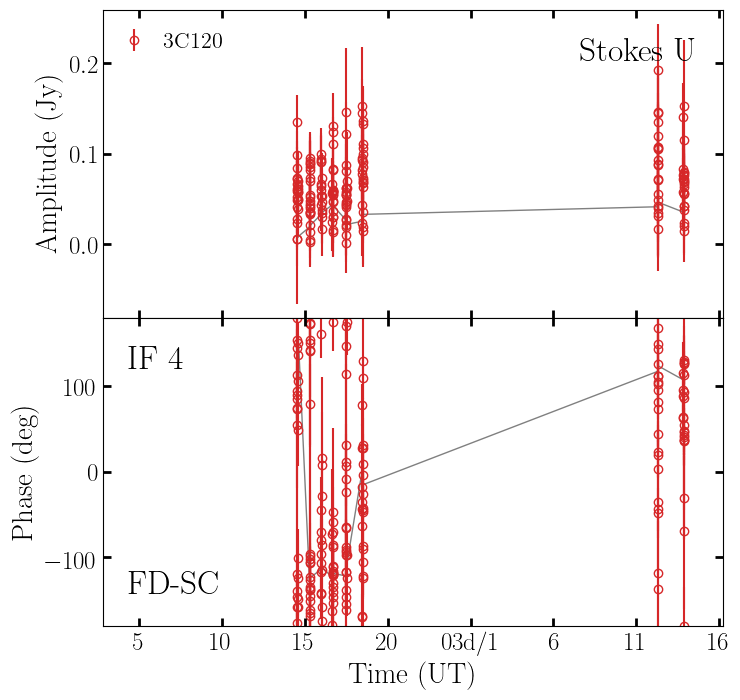 3C120
Stokes U
0.2
0.1
0.0
Amplitude (Jy)
IF 4
100
0
−100
Phase (deg)
FD-SC
5 10 15 20 03d/1 6 11 16
Time (UT)